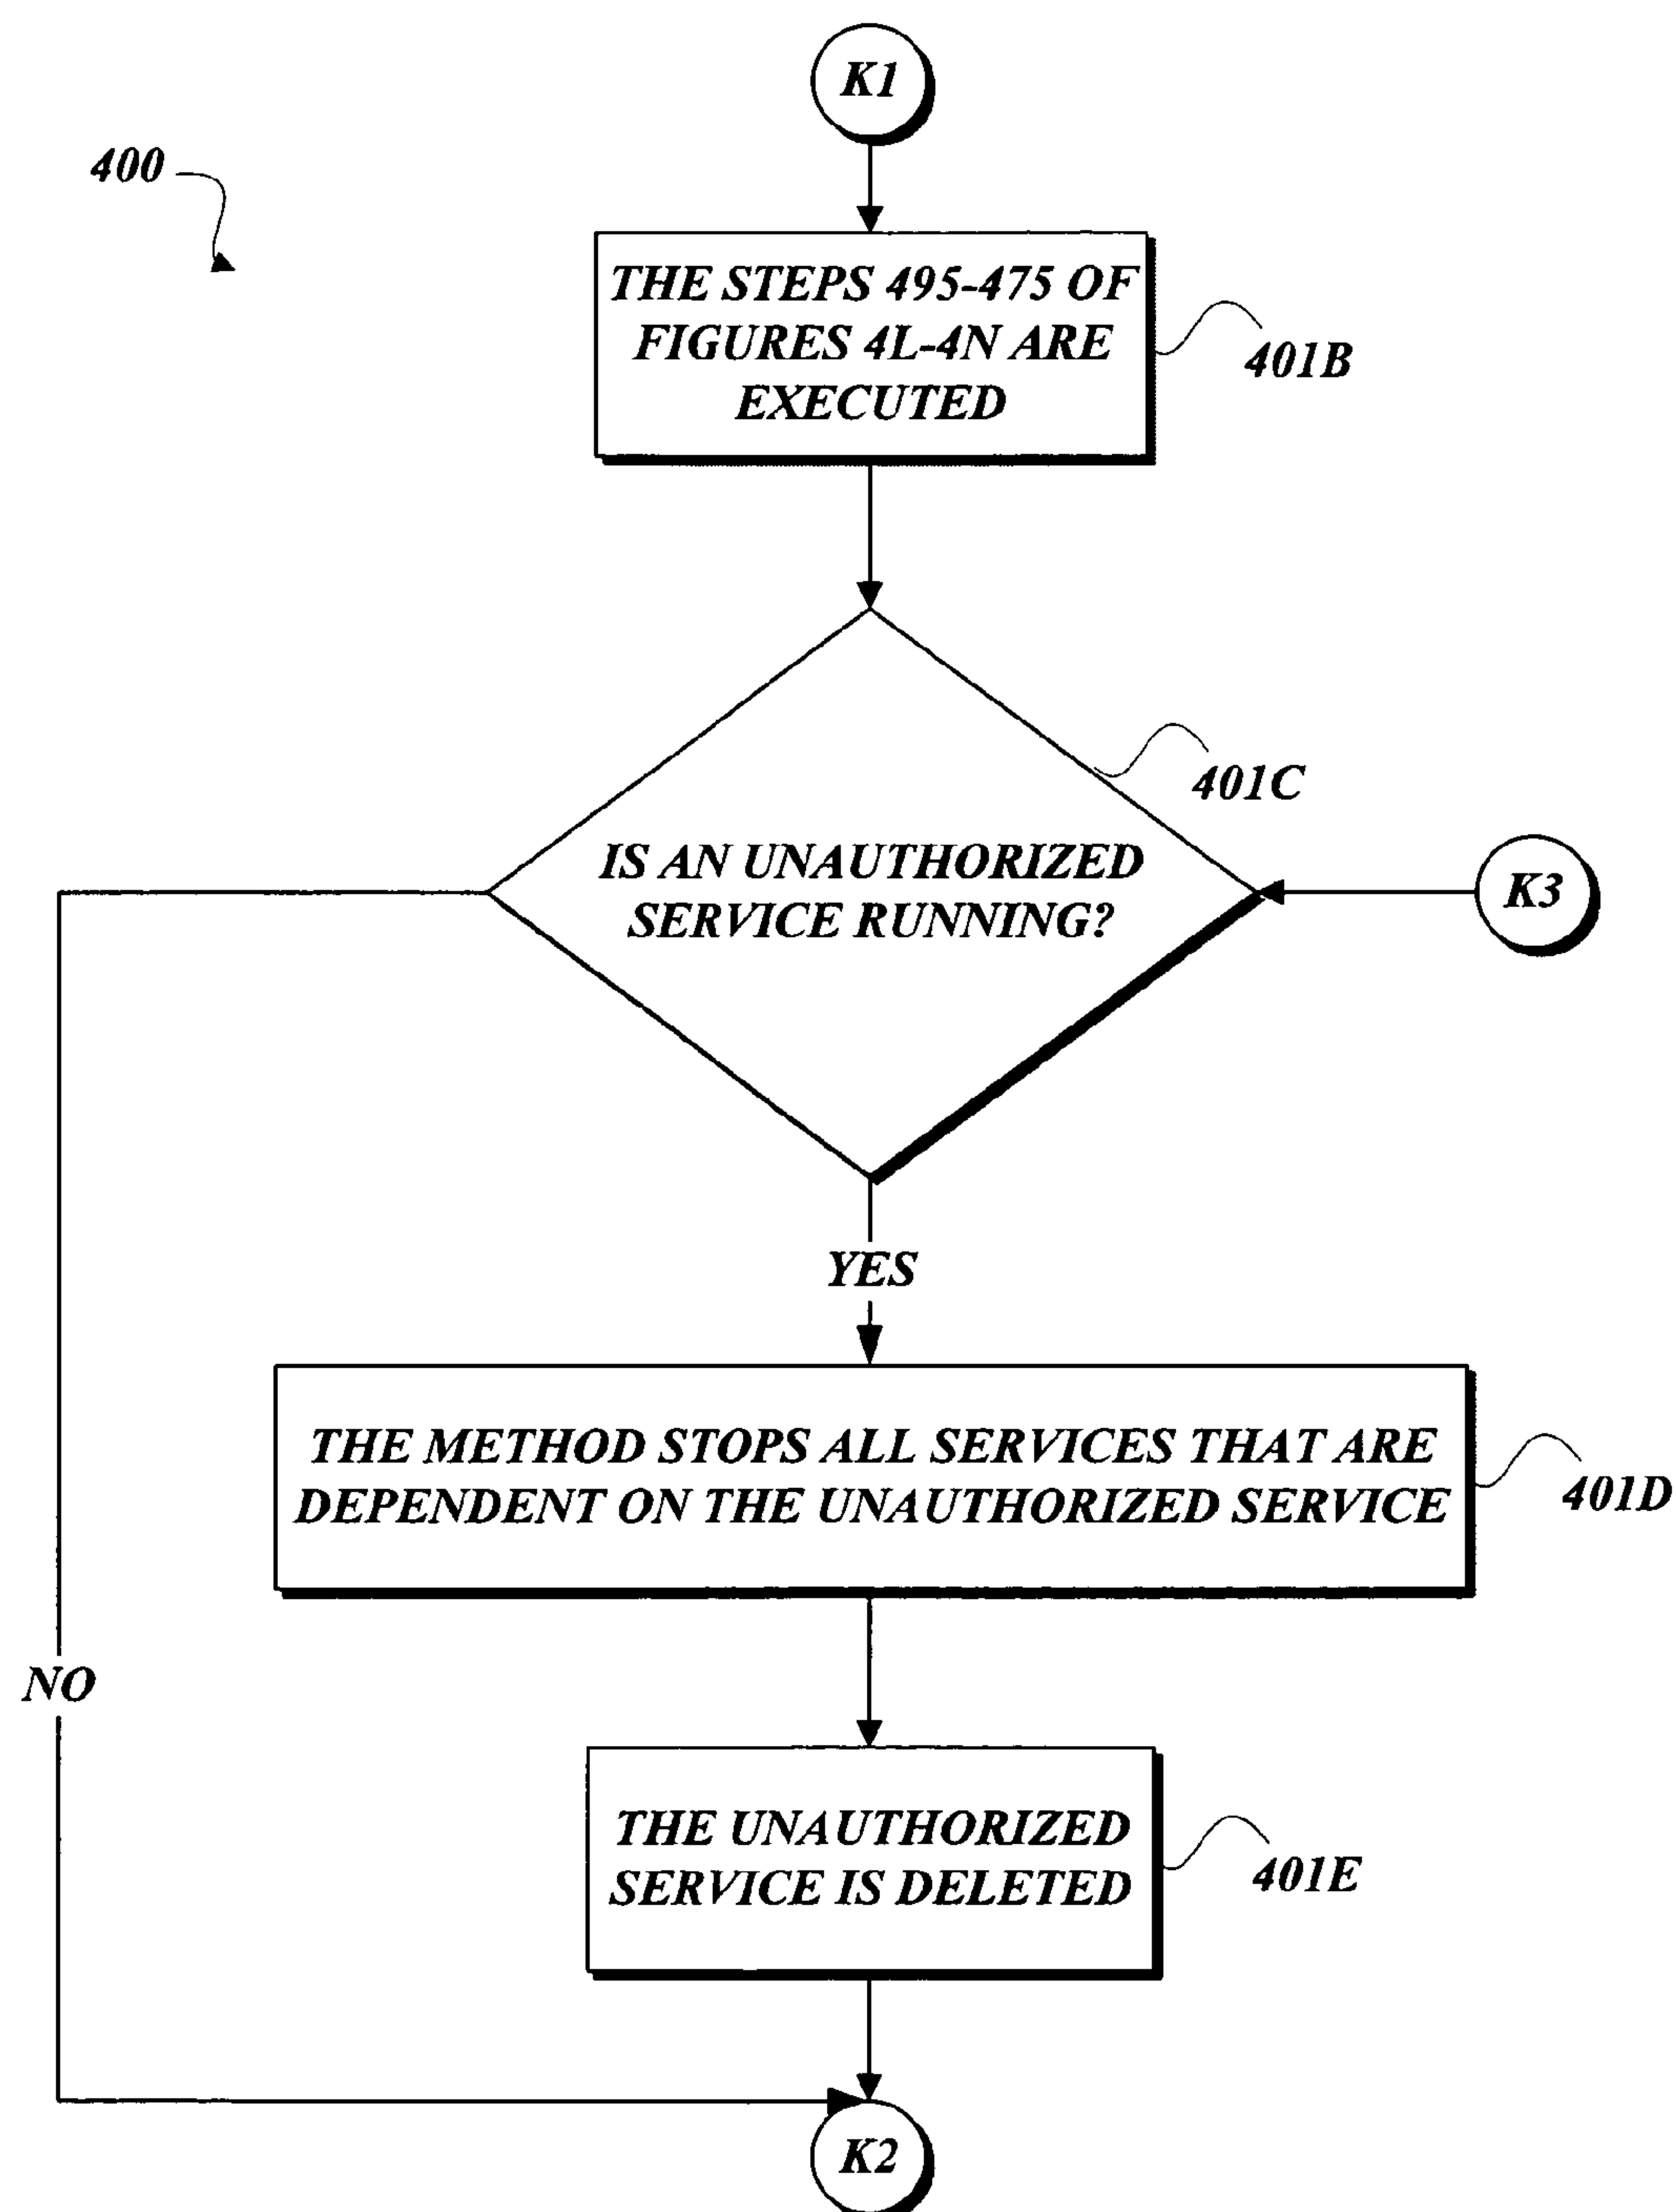 K1
400
THE STEPS 495-475 OF
FIGURES 4L-4N ARE
EXECUTED
401B
401C
IS AN UNAUTHORIZED
SERVICE RUNNING?
K3
YES
THE METHOD STOPS ALL SERVICES THAT ARE
DEPENDENT ON THE UNAUTHORIZED SERVICE
401D
NO
THE UNAUTHORIZED
SERVICE IS DELETED
401E
K2